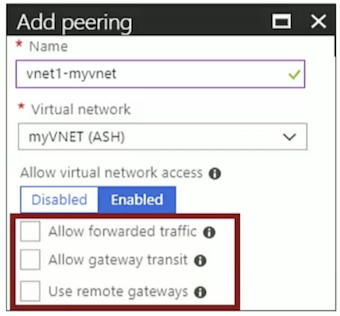 Add peering
* Name
vnet1-myvnet
* Virtual network
myVNET (ASH)
Allow virtual network access
Disabled Enabled
Allow forwarded traffic
Allow gateway transit
Use remote gateways